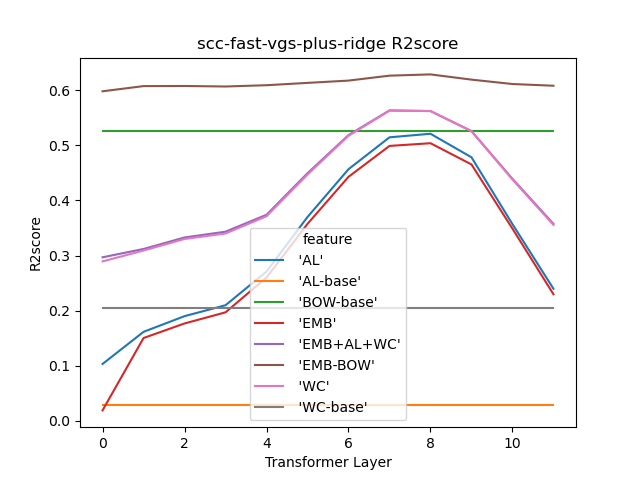 scc-fast-vgs-plus-ridge R2score
R2score
0.6
0.5
0.4
0.3
0.2
0.1
0.0
feature
'AL'
'AL-base'
'BOW-base'
'EMB'
'EMB+AL+WC'
'EMB-BOW'
'WC'
'WC-base'
0 2 4 6 8 10
Transformer Layer